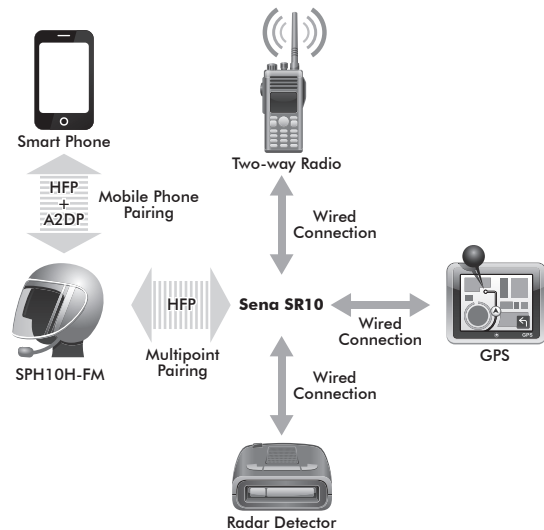 Smart Phone
Two-way Radio
HFP
+
A2DP
Mobile Phone
Pairing
Wired
Connection
HFP
Sena SR10
Wired
Connection
GPS
GPS
Multipoint
Pairing
SPH10H-FM
Wired
Connection
Radar Detector